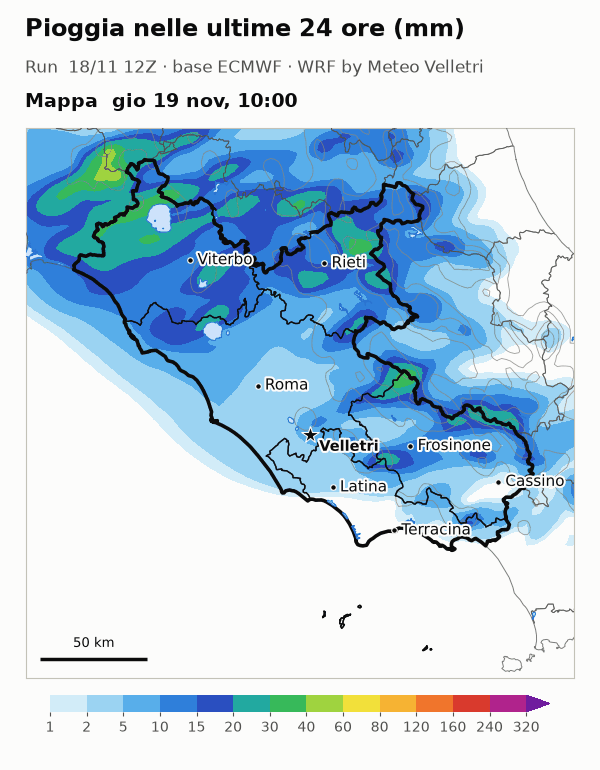 Pioggia nelle ultime 24 ore (mm)
Run 18/11 12Z · base ECMWF · WRF by Meteo Velletri
Mappa gio 19 nov, 10:00
Viterbo
Rieti
Roma
Velletri
Frosinone
Cassino
Latina
Terracina
50 km
1 2 5 10 15 20 30 40 60 80 120 160 240 320